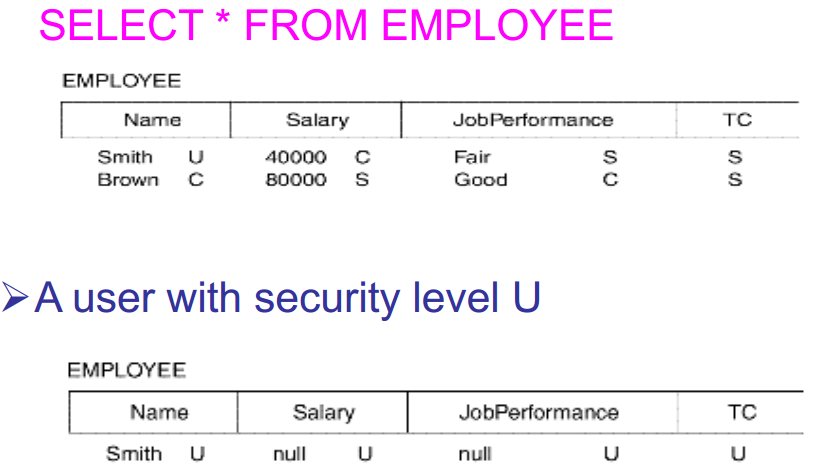 SELECT * FROM EMPLOYEE
EMPLOYEE
Name Salary JobPerformance TC
Smith U 40000 C Fair S S
Brown C 80000 S Good C S
➢A user with security level U
EMPLOYEE
Name Salary JobPerformance TC
Smith U null U null U U